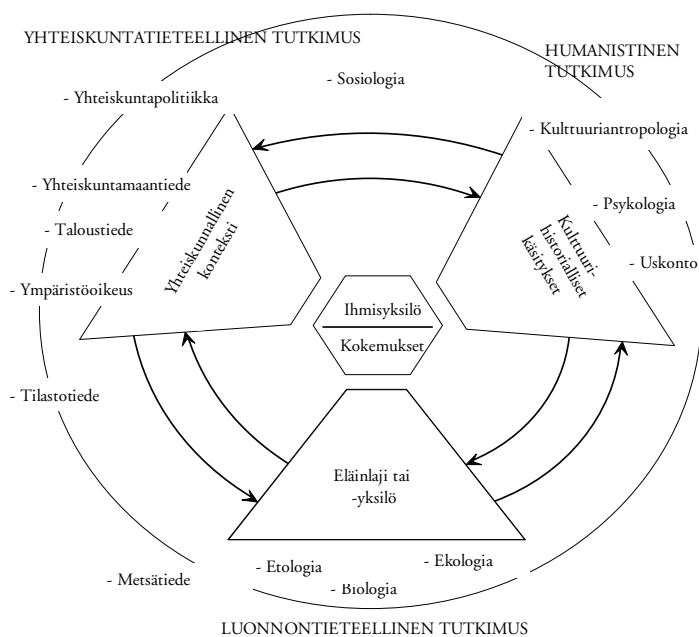 YHTEISKUNTATIETEELLINEN TUTKIMUS
HUMANISTINEN
TUTKIMUS
- Sosiologia
- Yhteiskuntapolitiikka
- Kulttuuriantropologia
- Yhteiskuntamaantiede
- Psykologia
- Taloustiede
- Uskonto
- Ympäristöoikeus
Yhteiskunnallinen
konteksti
Kulttuuri-
historialliset
käsitykset
Ihmisyksilö
Kokemukset
- Tilastotiede
Eläinlaji tai
-yksilö
- Metsätiede
- Etologia
- Biologia
- Ekologia
LUONNONTIETEELLINEN TUTKIMUS